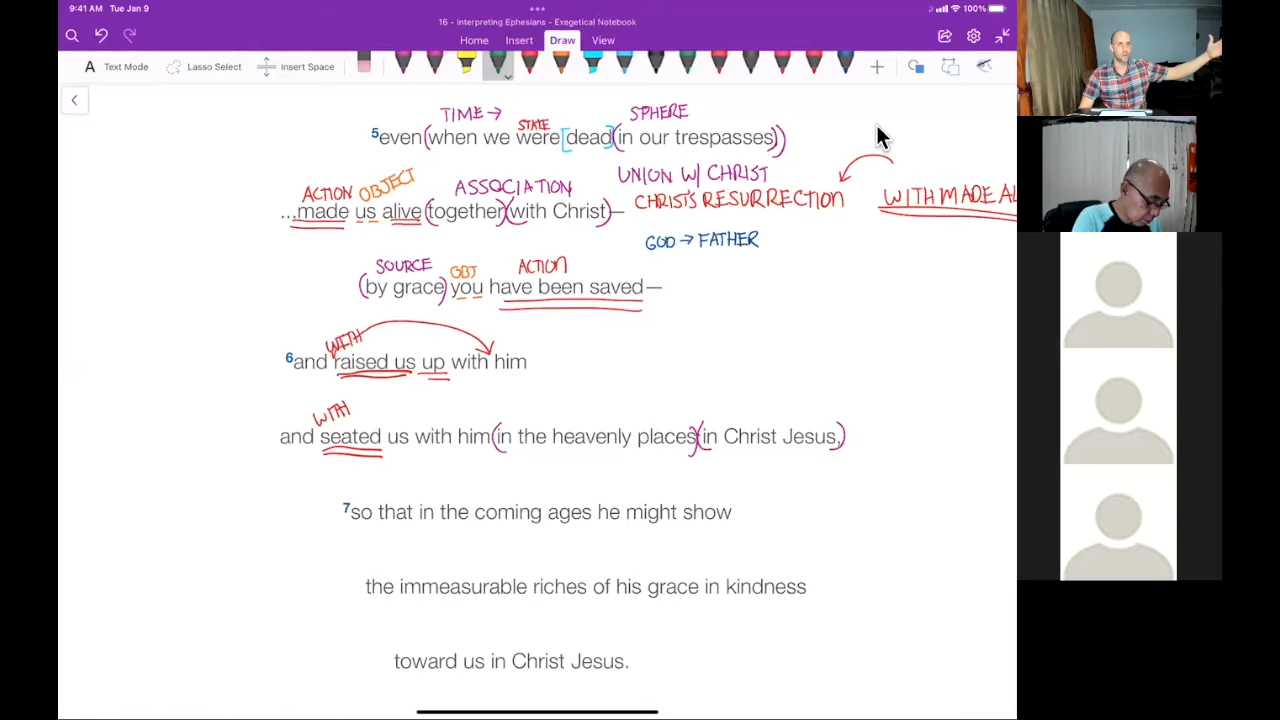 9:41 AM Tue Jan 9
100%
16 - Interpreting Ephesians - Exegetical Notebook
Home Insert Draw View
A Text Mode Lasso Select Insert Space
TIME → STATE SPHERE
5even (when we were [dead] (in our trespasses,))
UNION W/ CHRIST
ACTION OBJECT ASSOCIATION CHRIST'S RESURRECTION WITH MADE AL
...made us alive (together) (with Christ)—
GOD → FATHER
SOURCE OBJ ACTION
(by grace) you have been saved—
WITH
6and raised us up with him
WITH
and seated us with him (in the heavenly places) (in Christ Jesus,)
7so that in the coming ages he might show
the immeasurable riches of his grace in kindness
toward us in Christ Jesus.